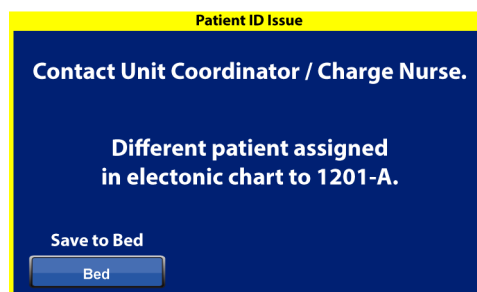 Patient ID Issue
Contact Unit Coordinator / Charge Nurse.
Different patient assigned
in electonic chart to 1201-A.
Save to Bed
Bed